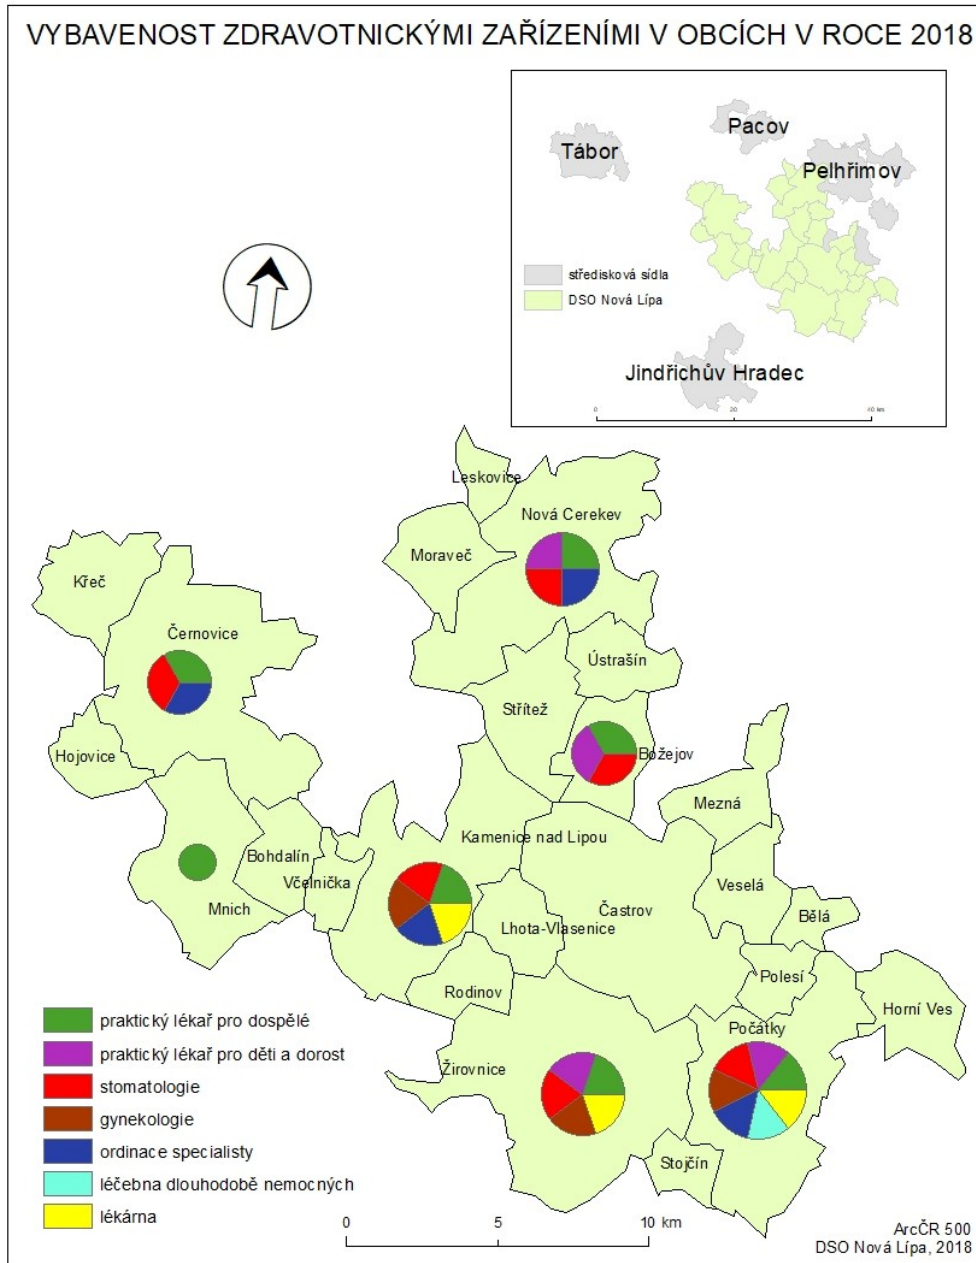 VYBAVENOST ZDRAVOTNICKÝMI ZAŘÍZENÍMI V OBCÍCH V ROCE 2018
Pacov
Tábor
Pelhřimov
středisková sídla
DSO Nová Lípa
Jindřichův Hradec
0 20 40 km
Leskovice
Nová Cerekev
Moraveč
Křeč
Černovice
Ústrašín
Střítež
Hojovice
Božejov
Mezná
Kamenice nad Lipou
Bohdalín
Včelnička
Veselá
Mnich
Častrov
Bělá
Lhota-Vlasenice
Polesí
Rodinov
Horní Ves
Počátky
Žirovnice
Stojčín
praktický lékař pro dospělé
praktický lékař pro děti a dorost
stomatologie
gynekologie
ordinace specialisty
léčebna dlouhodobě nemocných
lékárna
0 5 10 km
ArcČR 500
DSO Nová Lípa, 2018